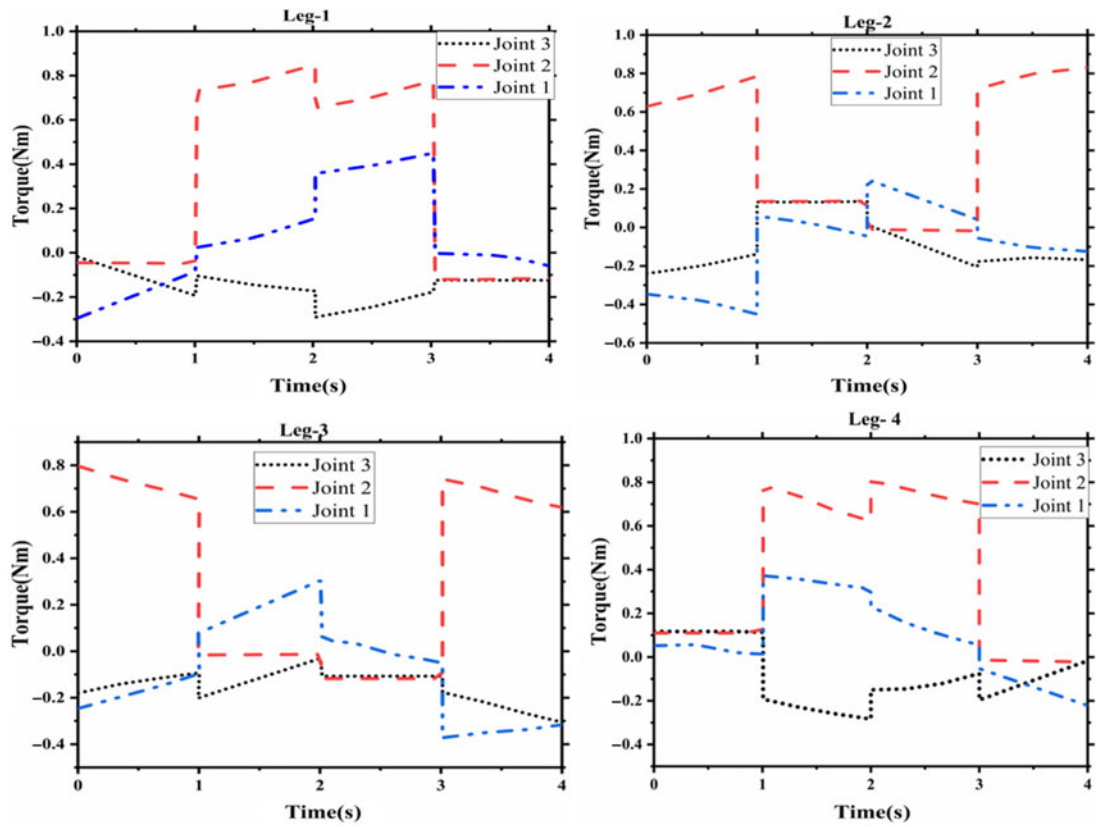 Leg-1
1.0
0.8
0.6
0.4
0.2
0.0
−0.2
−0.4
Torque(Nm)
Joint 3
Joint 2
Joint 1
0 1 2 3 4
Time(s)
Leg-2
1.0
0.8
0.6
0.4
0.2
0.0
−0.2
−0.4
−0.6
Torque(Nm)
Joint 3
Joint 2
Joint 1
0 1 2 3 4
Time(s)
Leg-3
0.8
0.6
0.4
0.2
0.0
−0.2
−0.4
Torque(Nm)
Joint 3
Joint 2
Joint 1
0 1 2 3 4
Time(s)
Leg- 4
1.0
0.8
0.6
0.4
0.2
0.0
−0.2
−0.4
Torque(Nm)
Joint 3
Joint 2
Joint 1
0 1 2 3 4
Time(s)